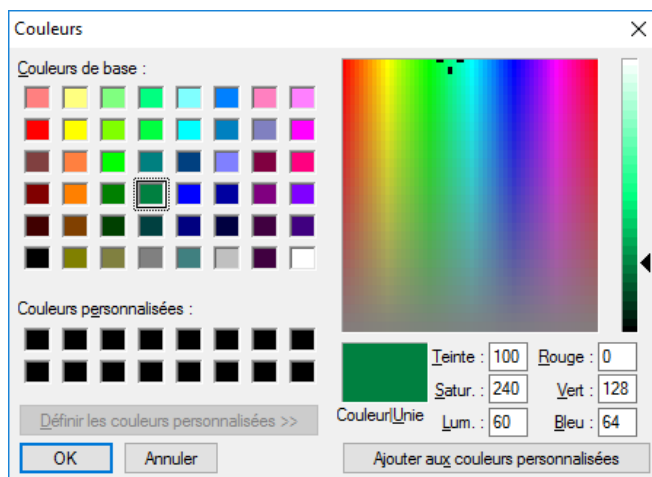 Couleurs
Couleurs de base :
Couleurs personnalisées :
Définir les couleurs personnalisées >>
OK
Annuler
Couleur|Unie
Teinte : 100
Rouge : 0
Satur. : 240
Vert : 128
Lum. : 60
Bleu : 64
Ajouter aux couleurs personnalisées